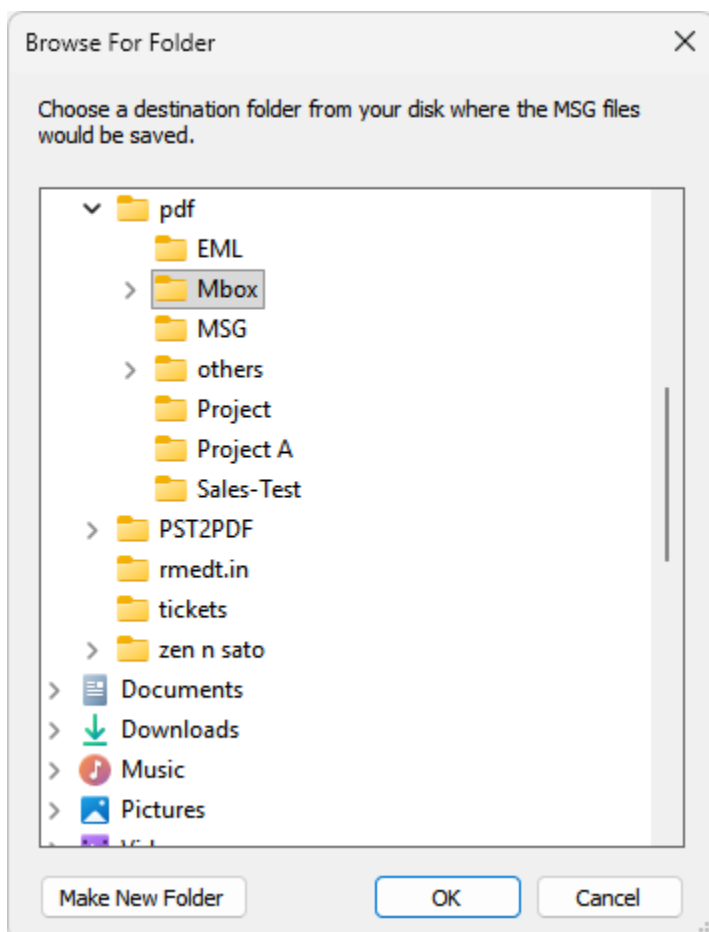 Browse For Folder
Choose a destination folder from your disk where the MSG files
would be saved.
pdf
EML
Mbox
MSG
others
Project
Project A
Sales-Test
PST2PDF
rmedt.in
tickets
zen n sato
Documents
Downloads
Music
Pictures
Make New Folder
OK
Cancel